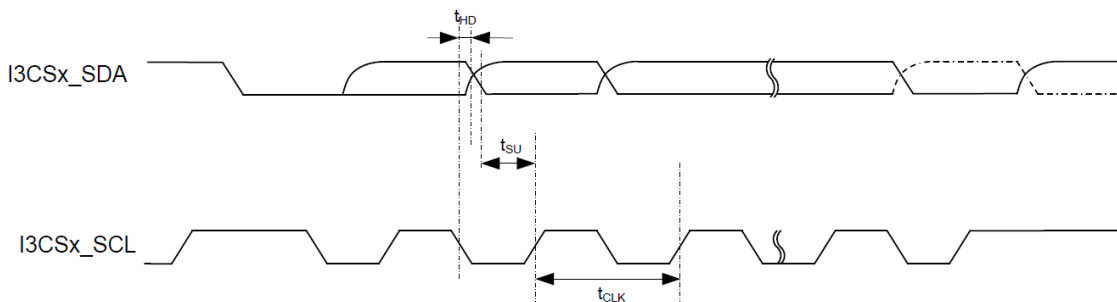 tHD
I3CSx_SDA
tSU
I3CSx_SCL
tCLK